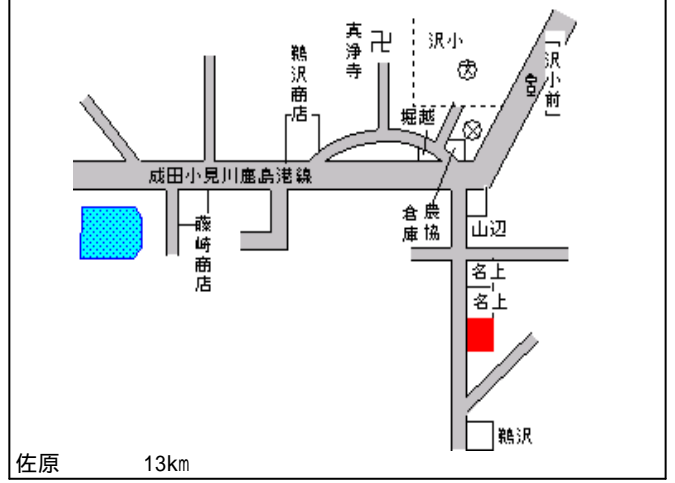 真浄寺
沢小
「沢小前」
鵜沢商店
堀越
成田小見川鹿島港線
農協
倉庫
山辺
藤崎商店
名上
名上
鵜沢
佐原 13km